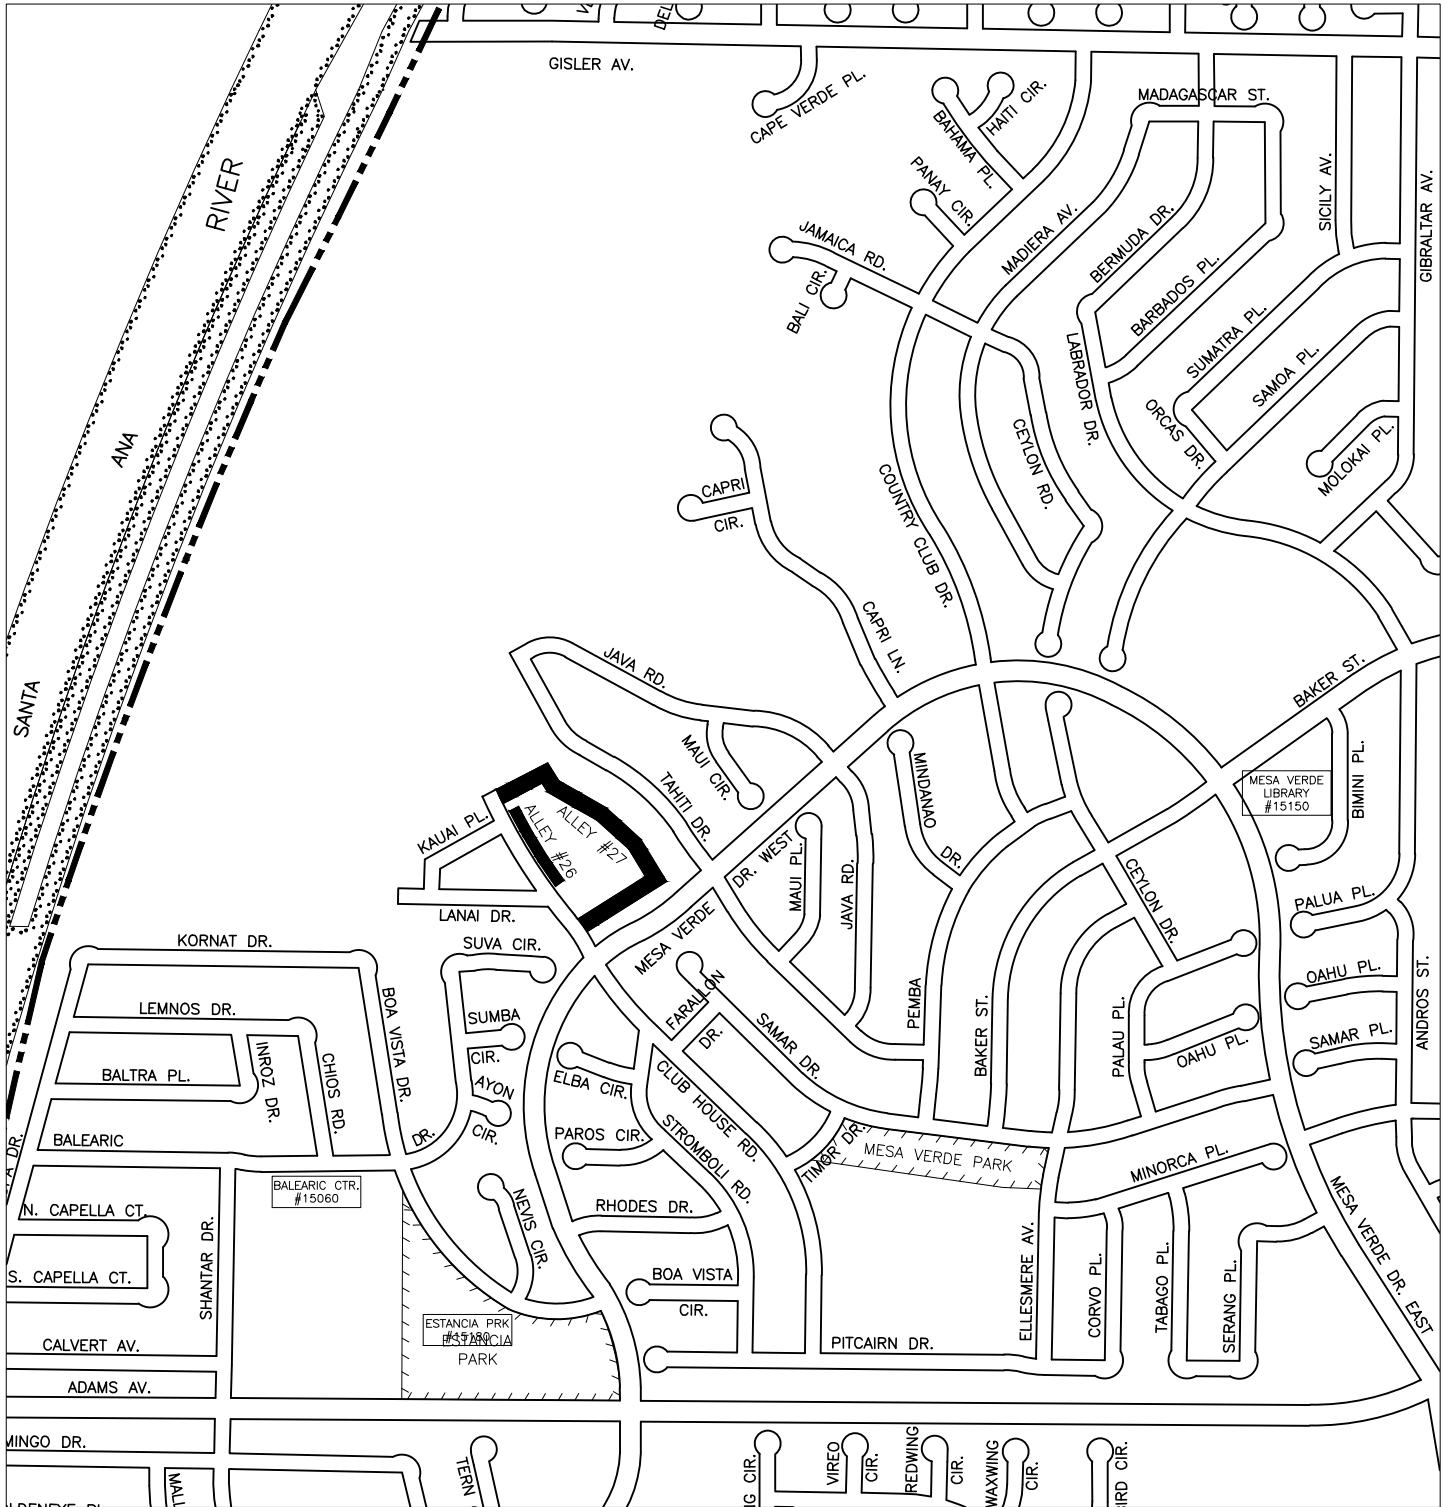 GISLER AV.
CAPE VERDE PL.
BAHAMA PL.
HAITI CIR.
PANAY CIR.
MADAGASCAR ST.
SICILY AV.
GIBRALTAR AV.
RIVER
ANA
SANTA
JAMAICA RD.
BALI CIR.
MADIERA AV.
BERMUDA DR.
BARBADOS PL.
LABRADOR DR.
SUMATRA PL.
SAMOA PL.
ORCAS DR.
MOLOKAI PL.
CEYLON RD.
COUNTRY CLUB DR.
CAPRI
CIR.
CAPRI LN.
JAVA RD.
MAUI CIR.
TAHITI DR.
BAKER ST.
BIMINI PL.
MESA VERDE
LIBRARY
#15150
MINDANAO
DR.
KAUAI PL.
ALLEY #26
ALLEY #27
LANAI DR.
MESA VERDE
DR. WEST
MAUI PL.
JAVA RD.
CEYLON DR.
PALUA PL.
OAHU PL.
SAMAR PL.
ANDROS ST.
KORNAT DR.
SUVA CIR.
LEMNOS DR.
BOA VISTA DR.
SUMBA
CIR.
INROZ DR.
CHIOS RD.
BALTRA PL.
AYON
CIR.
BALEARIC
DR.
FARALLON
DR.
SAMAR DR.
PEMBA
BAKER ST.
PALAU PL.
OAHU PL.
ELBA CIR.
CLUB HOUSE RD.
PAROS CIR.
STROMBOLI RD.
TIMOR DR.
MESA VERDE PARK
MINORCA PL.
BALEARIC CTR.
#15060
N. CAPELLA CT.
SHANTAR DR.
NEVIS CIR.
RHODES DR.
S. CAPELLA CT.
BOA VISTA
CIR.
ELLESMERE AV.
CORVO PL.
TABAGO PL.
SERANG PL.
MESA VERDE DR. EAST
ESTANCIA PRK
#15180
ESTANCIA
PARK
CALVERT AV.
PITCAIRN DR.
ADAMS AV.
MINGO DR.
TERN
VIREO
CIR.
REDWING
CIR.
WAXWING
CIR.